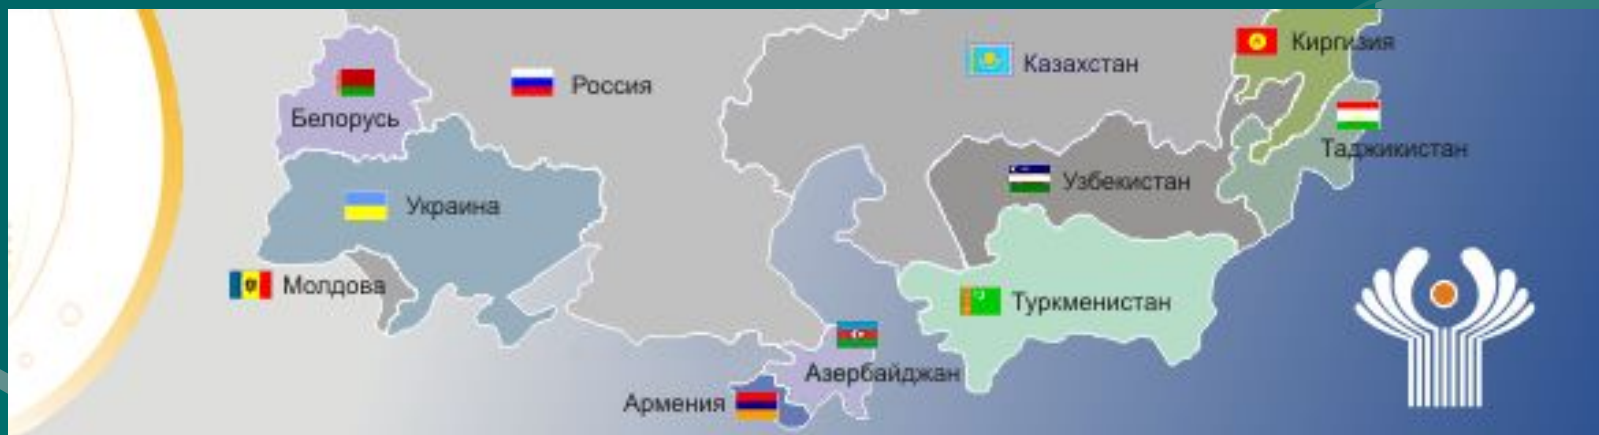 Киргизия
Казахстан
Россия
Белорусь
Таджикистан
Узбекистан
Украина
Молдова
Туркменистан
Азербайджан
Армения